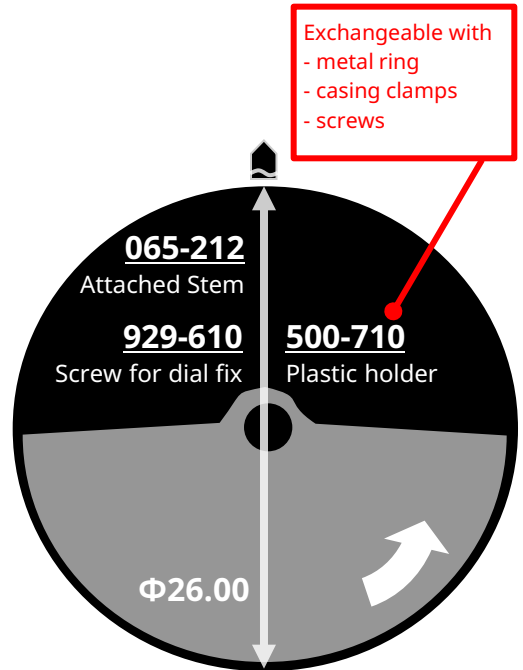 Exchangeable with
- metal ring
- casing clamps
- screws
065-212
Attached Stem
929-610
Screw for dial fix
500-710
Plastic holder
Φ26.00